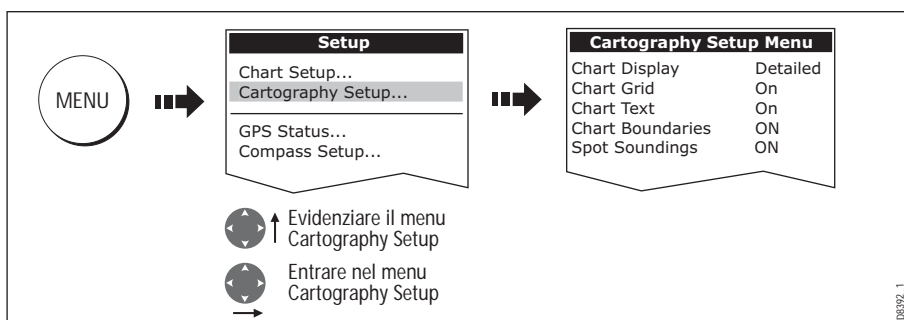 MENU
Setup
Chart Setup...
Cartography Setup...
GPS Status...
Compass Setup...
Evidenziare il menu
Cartography Setup
Entrare nel menu
Cartography Setup
Cartography Setup Menu
Chart Display Detailed
Chart Grid On
Chart Text On
Chart Boundaries ON
Spot Soundings ON
D8392_1